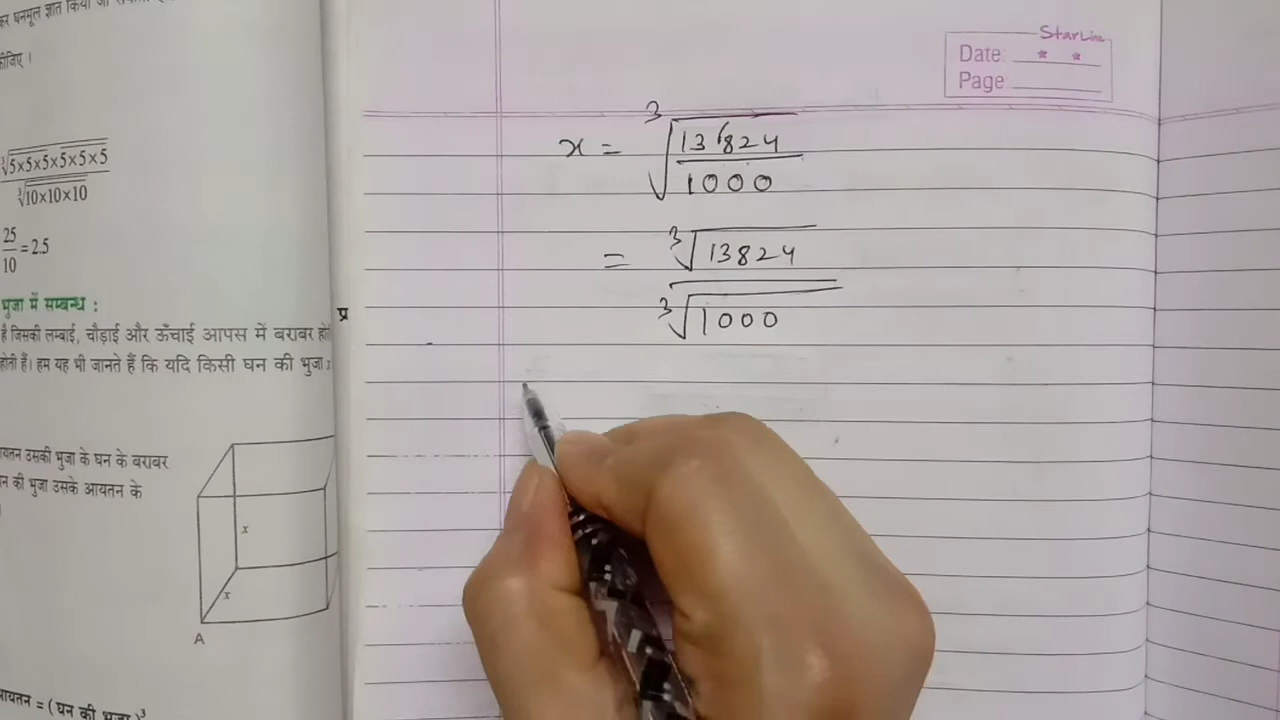 घनमूल ज्ञात किया जा
कीजिए ।
∛5×5×5×5×5×5
∛10×10×10
25
10
=2.5
भुजा में सम्बन्ध :
है जिसकी लम्बाई, चौड़ाई और ऊँचाई आपस में बराबर
होती हैं। हम यह भी जानते हैं कि यदि किसी घन की भुजा x
उसकी भुजा के घन के बराबर
की भुजा उसके आयतन के
x
x
A
= ( घन की भुजा )³
प्र
StarLine
Date: * *
Page:
x = ∛13824
1000
= ∛13824
∛1000